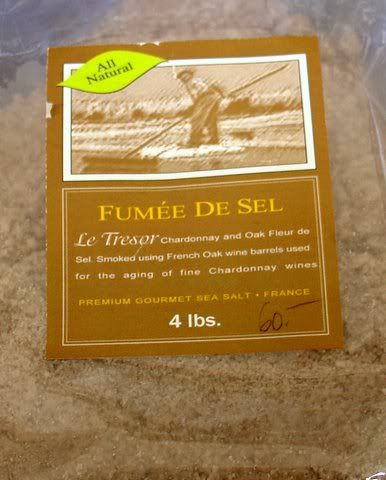 All
Natural
FUMÉE DE SEL
Le Tresor Chardonnay and Oak Fleur de
Sel. Smoked using French Oak wine barrels used
for the aging of fine Chardonnay wines
PREMIUM GOURMET SEA SALT • FRANCE
4 lbs.
60.-